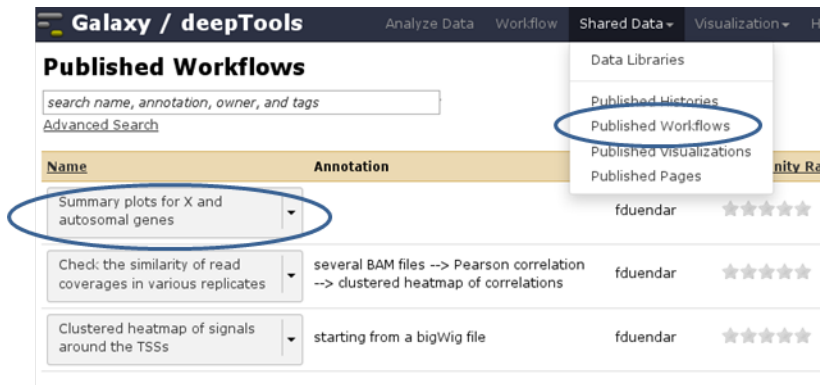 Galaxy / deepTools
Analyze Data Workflow Shared Data Visualization H
Data Libraries
Published Histories
Published Workflows
Published Visualizations
Published Pages
Published Workflows
search name, annotation, owner, and tags
Advanced Search
Name Annotation nity Ra
Summary plots for X and
autosomal genes
fduendar
Check the similarity of read
coverages in various replicates
several BAM files --> Pearson correlation
--> clustered heatmap of correlations
fduendar
Clustered heatmap of signals
around the TSSs
starting from a bigWig file
fduendar